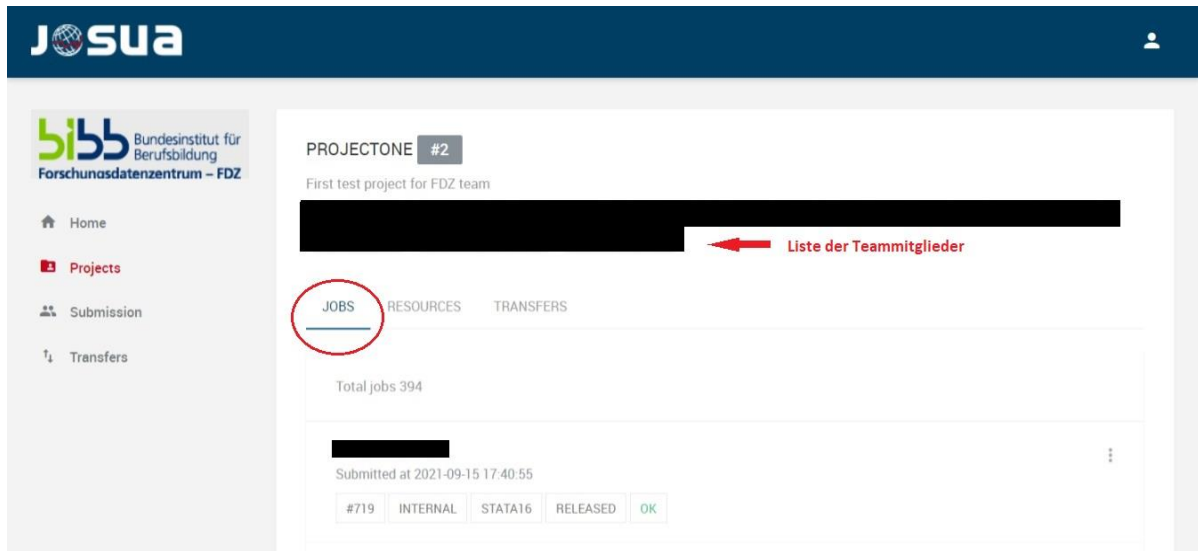 JOSUA
bibb Bundesinstitut für
Berufsbildung
Forschungsdatenzentrum – FDZ
Home
Projects
Submission
Transfers
PROJECTONE #2
First test project for FDZ team
Liste der Teammitglieder
JOBS RESOURCES TRANSFERS
Total jobs 394
Submitted at 2021-09-15 17:40:55
#719 INTERNAL STATA16 RELEASED OK